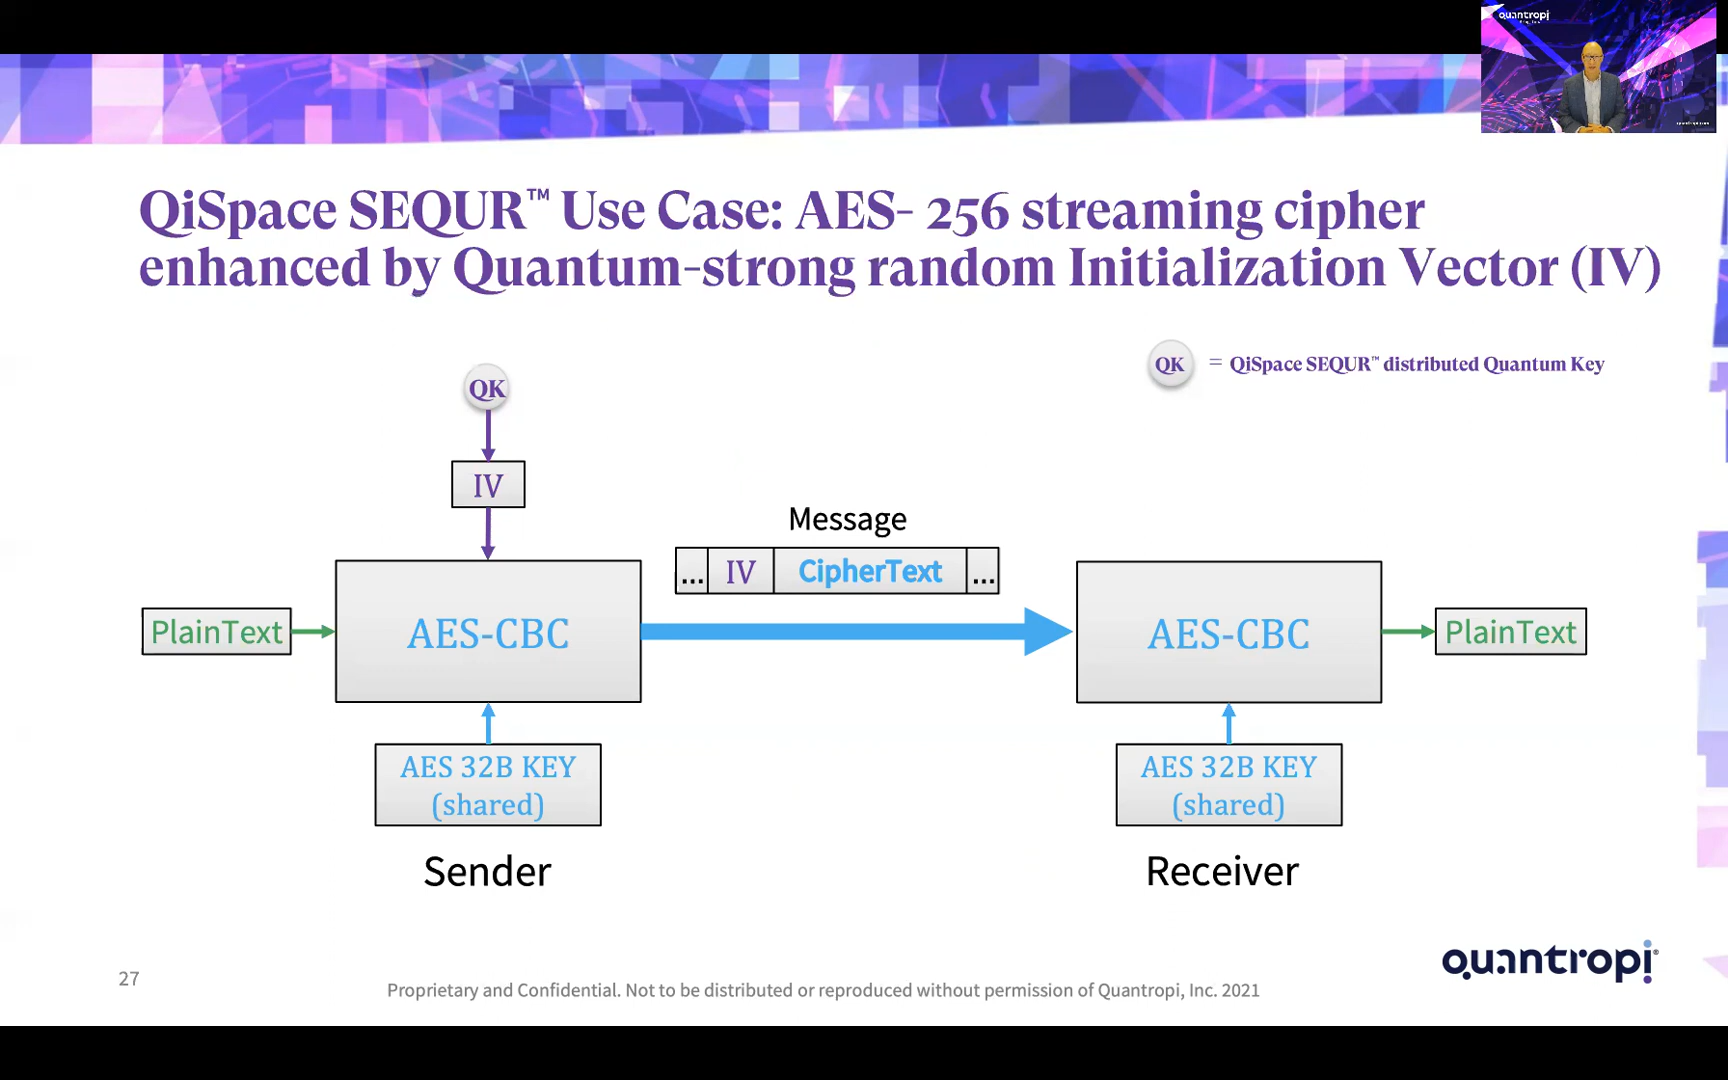 quantropi
QiSpace SEQUR™ Use Case: AES- 256 streaming cipher
enhanced by Quantum-strong random Initialization Vector (IV)
QK = QiSpace SEQUR™ distributed Quantum Key
QK
IV
Message
... IV CipherText ...
PlainText
AES-CBC
AES-CBC
PlainText
AES 32B KEY
(shared)
AES 32B KEY
(shared)
Sender
Receiver
quantropi®
27
Proprietary and Confidential. Not to be distributed or reproduced without permission of Quantropi, Inc. 2021